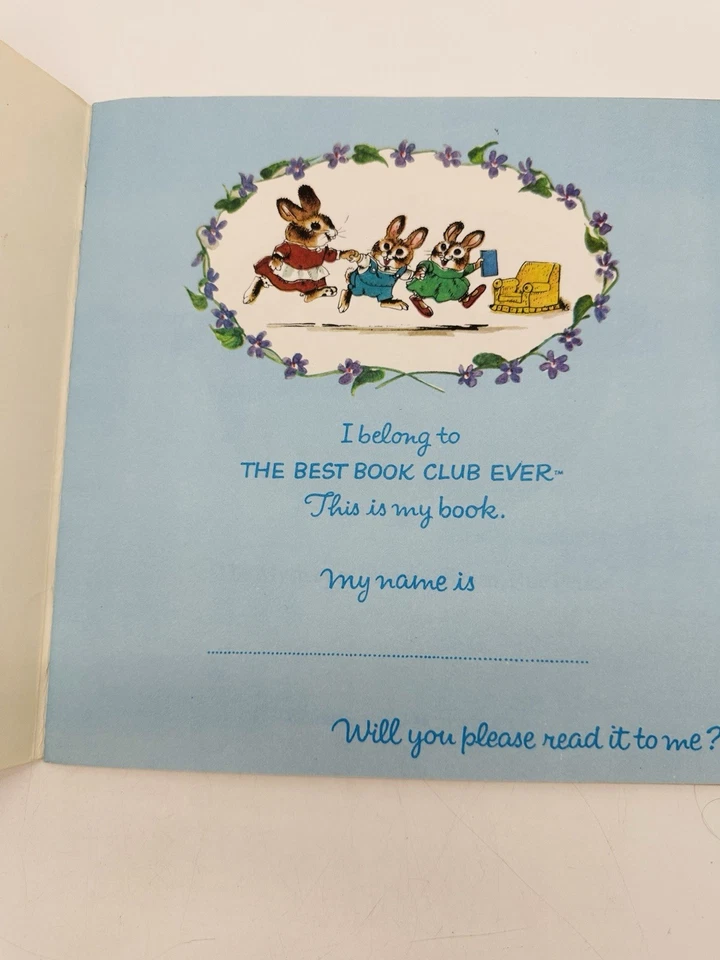 I belong to
THE BEST BOOK CLUB EVER™
This is my book.
My name is
Will you please read it to me?